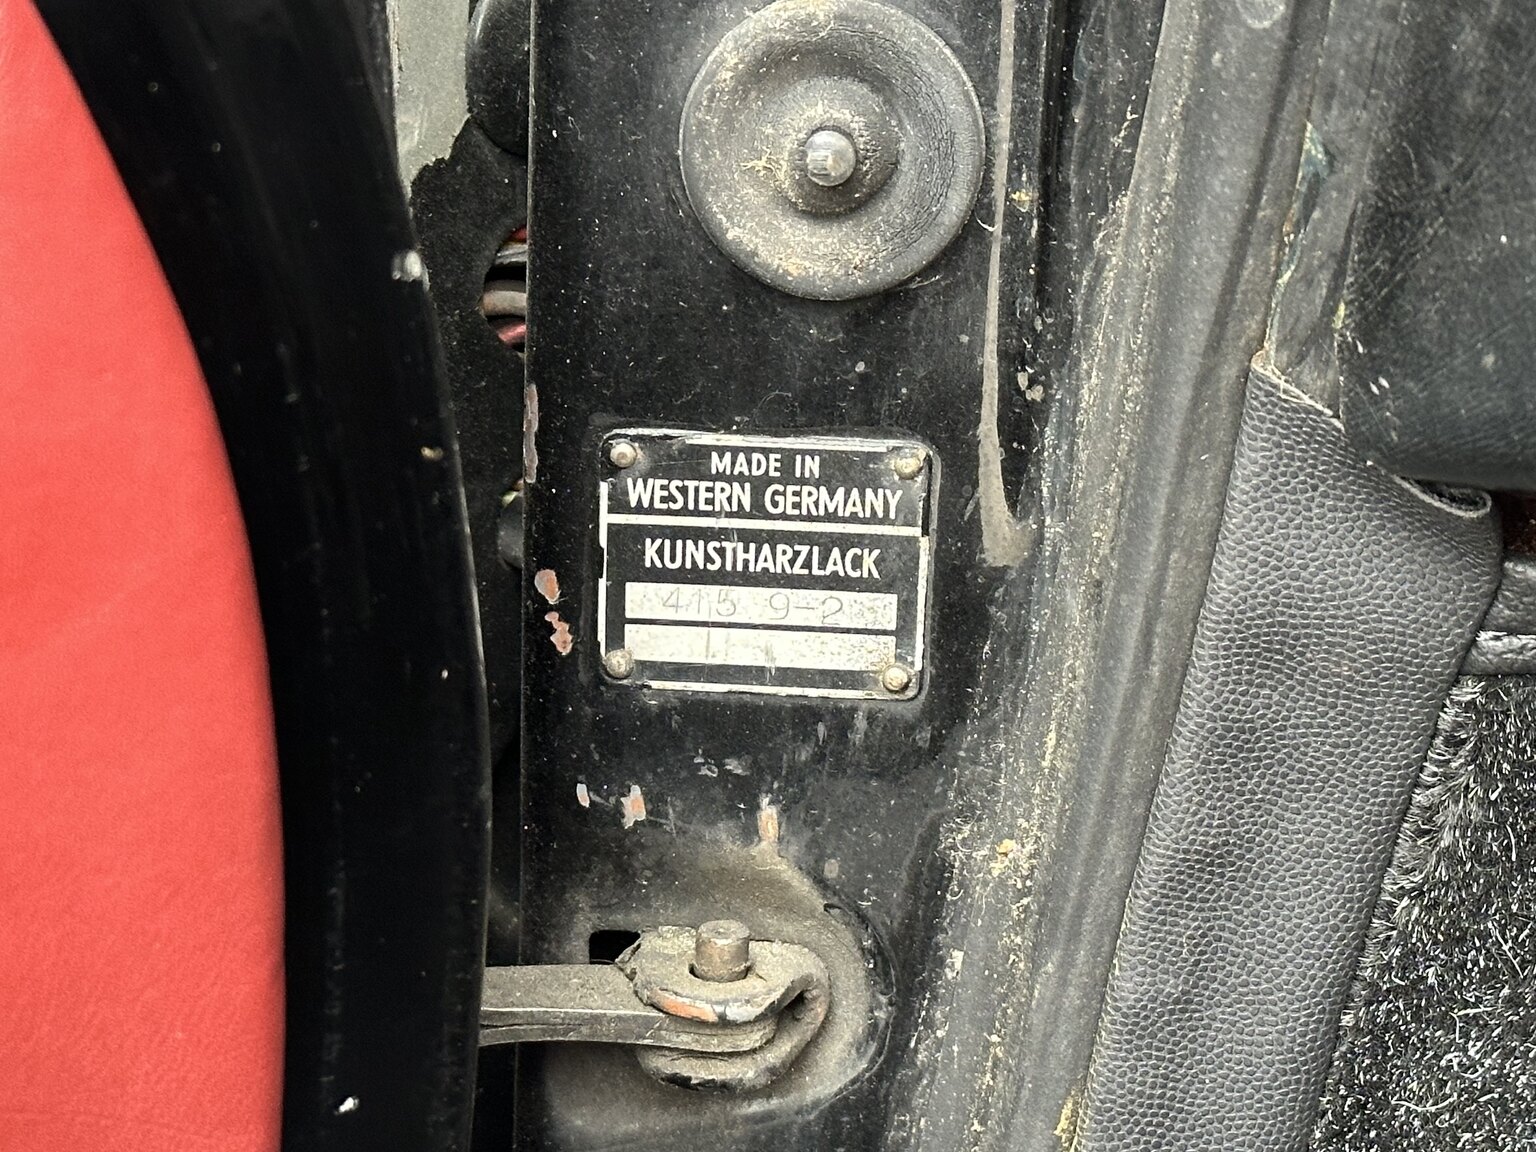 MADE IN
WESTERN GERMANY
KUNSTHARZLACK
415 9-2